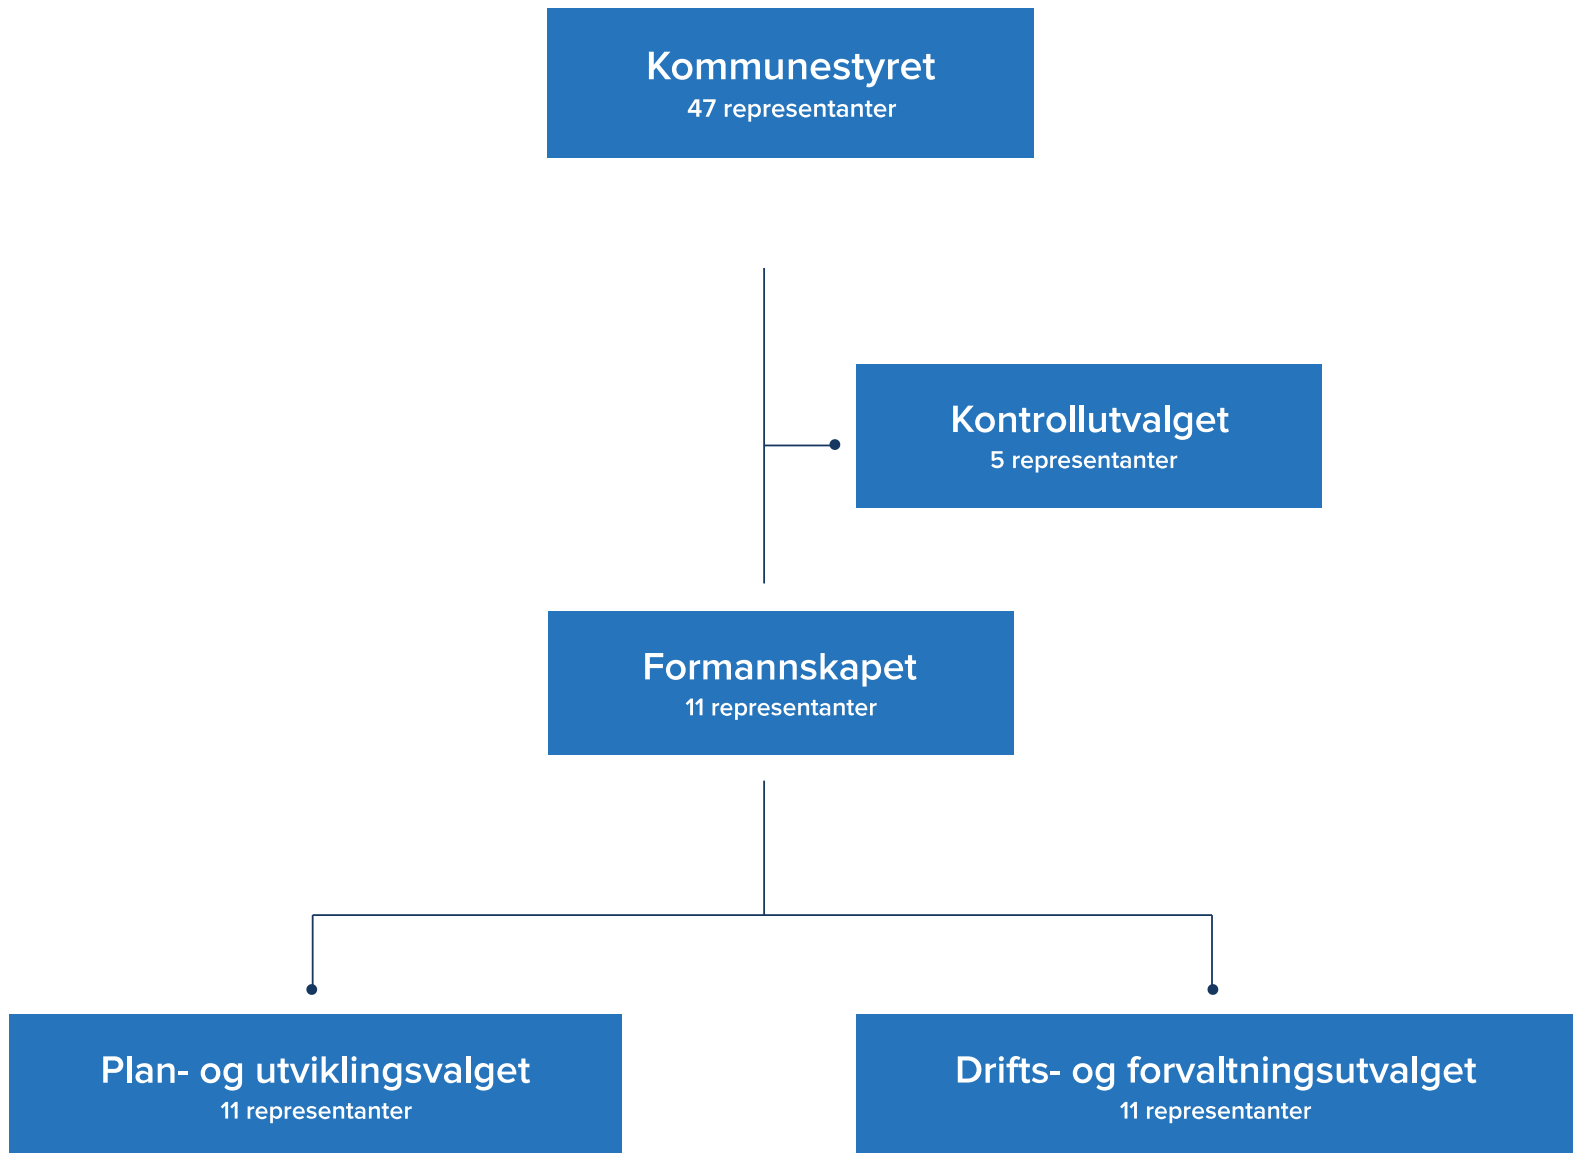 Kommunestyret
47 representanter
Kontrollutvalget
5 representanter
Formannskapet
11 representanter
Plan- og utviklingsvalget
11 representanter
Drifts- og forvaltningsutvalget
11 representanter